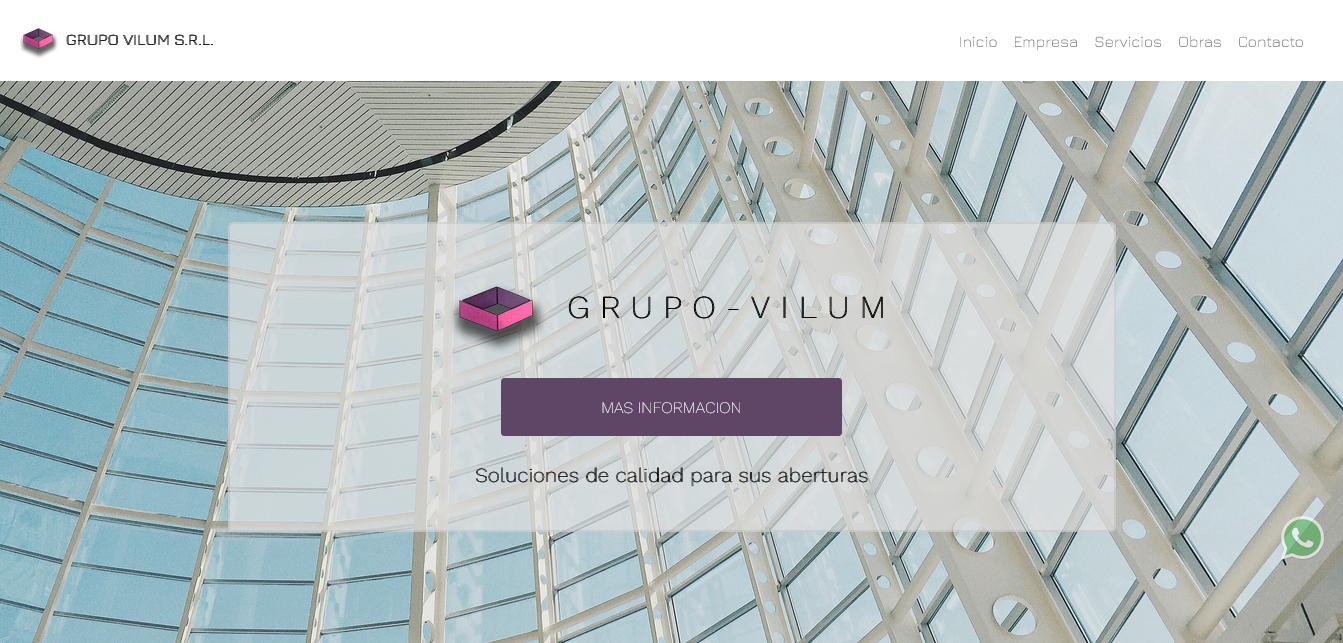 GRUPO VILUM S.R.L.
Inicio Empresa Servicios Obras Contacto
GRUPO-VILUM
MAS INFORMACION
Soluciones de calidad para sus aberturas